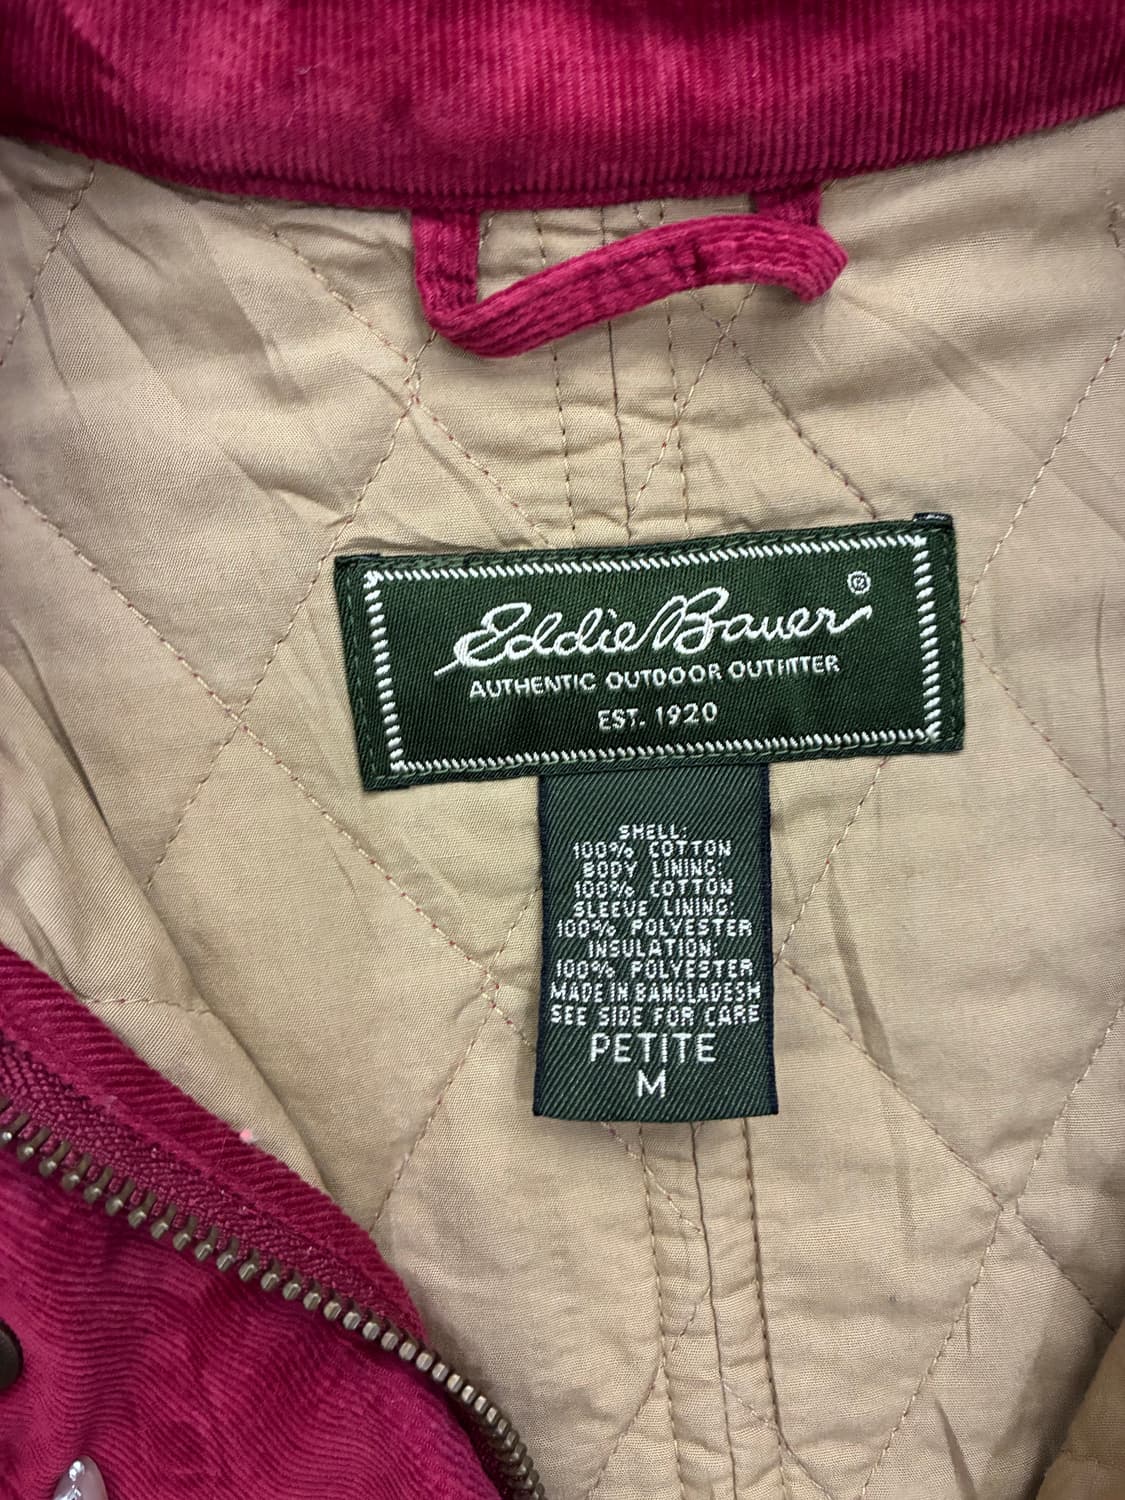 Eddie Bauer®
AUTHENTIC OUTDOOR OUTFITTER
EST. 1920
SHELL:
100% COTTON
BODY LINING:
100% COTTON
SLEEVE LINING:
100% POLYESTER
INSULATION:
100% POLYESTER
MADE IN BANGLADESH
SEE SIDE FOR CARE
PETITE
M